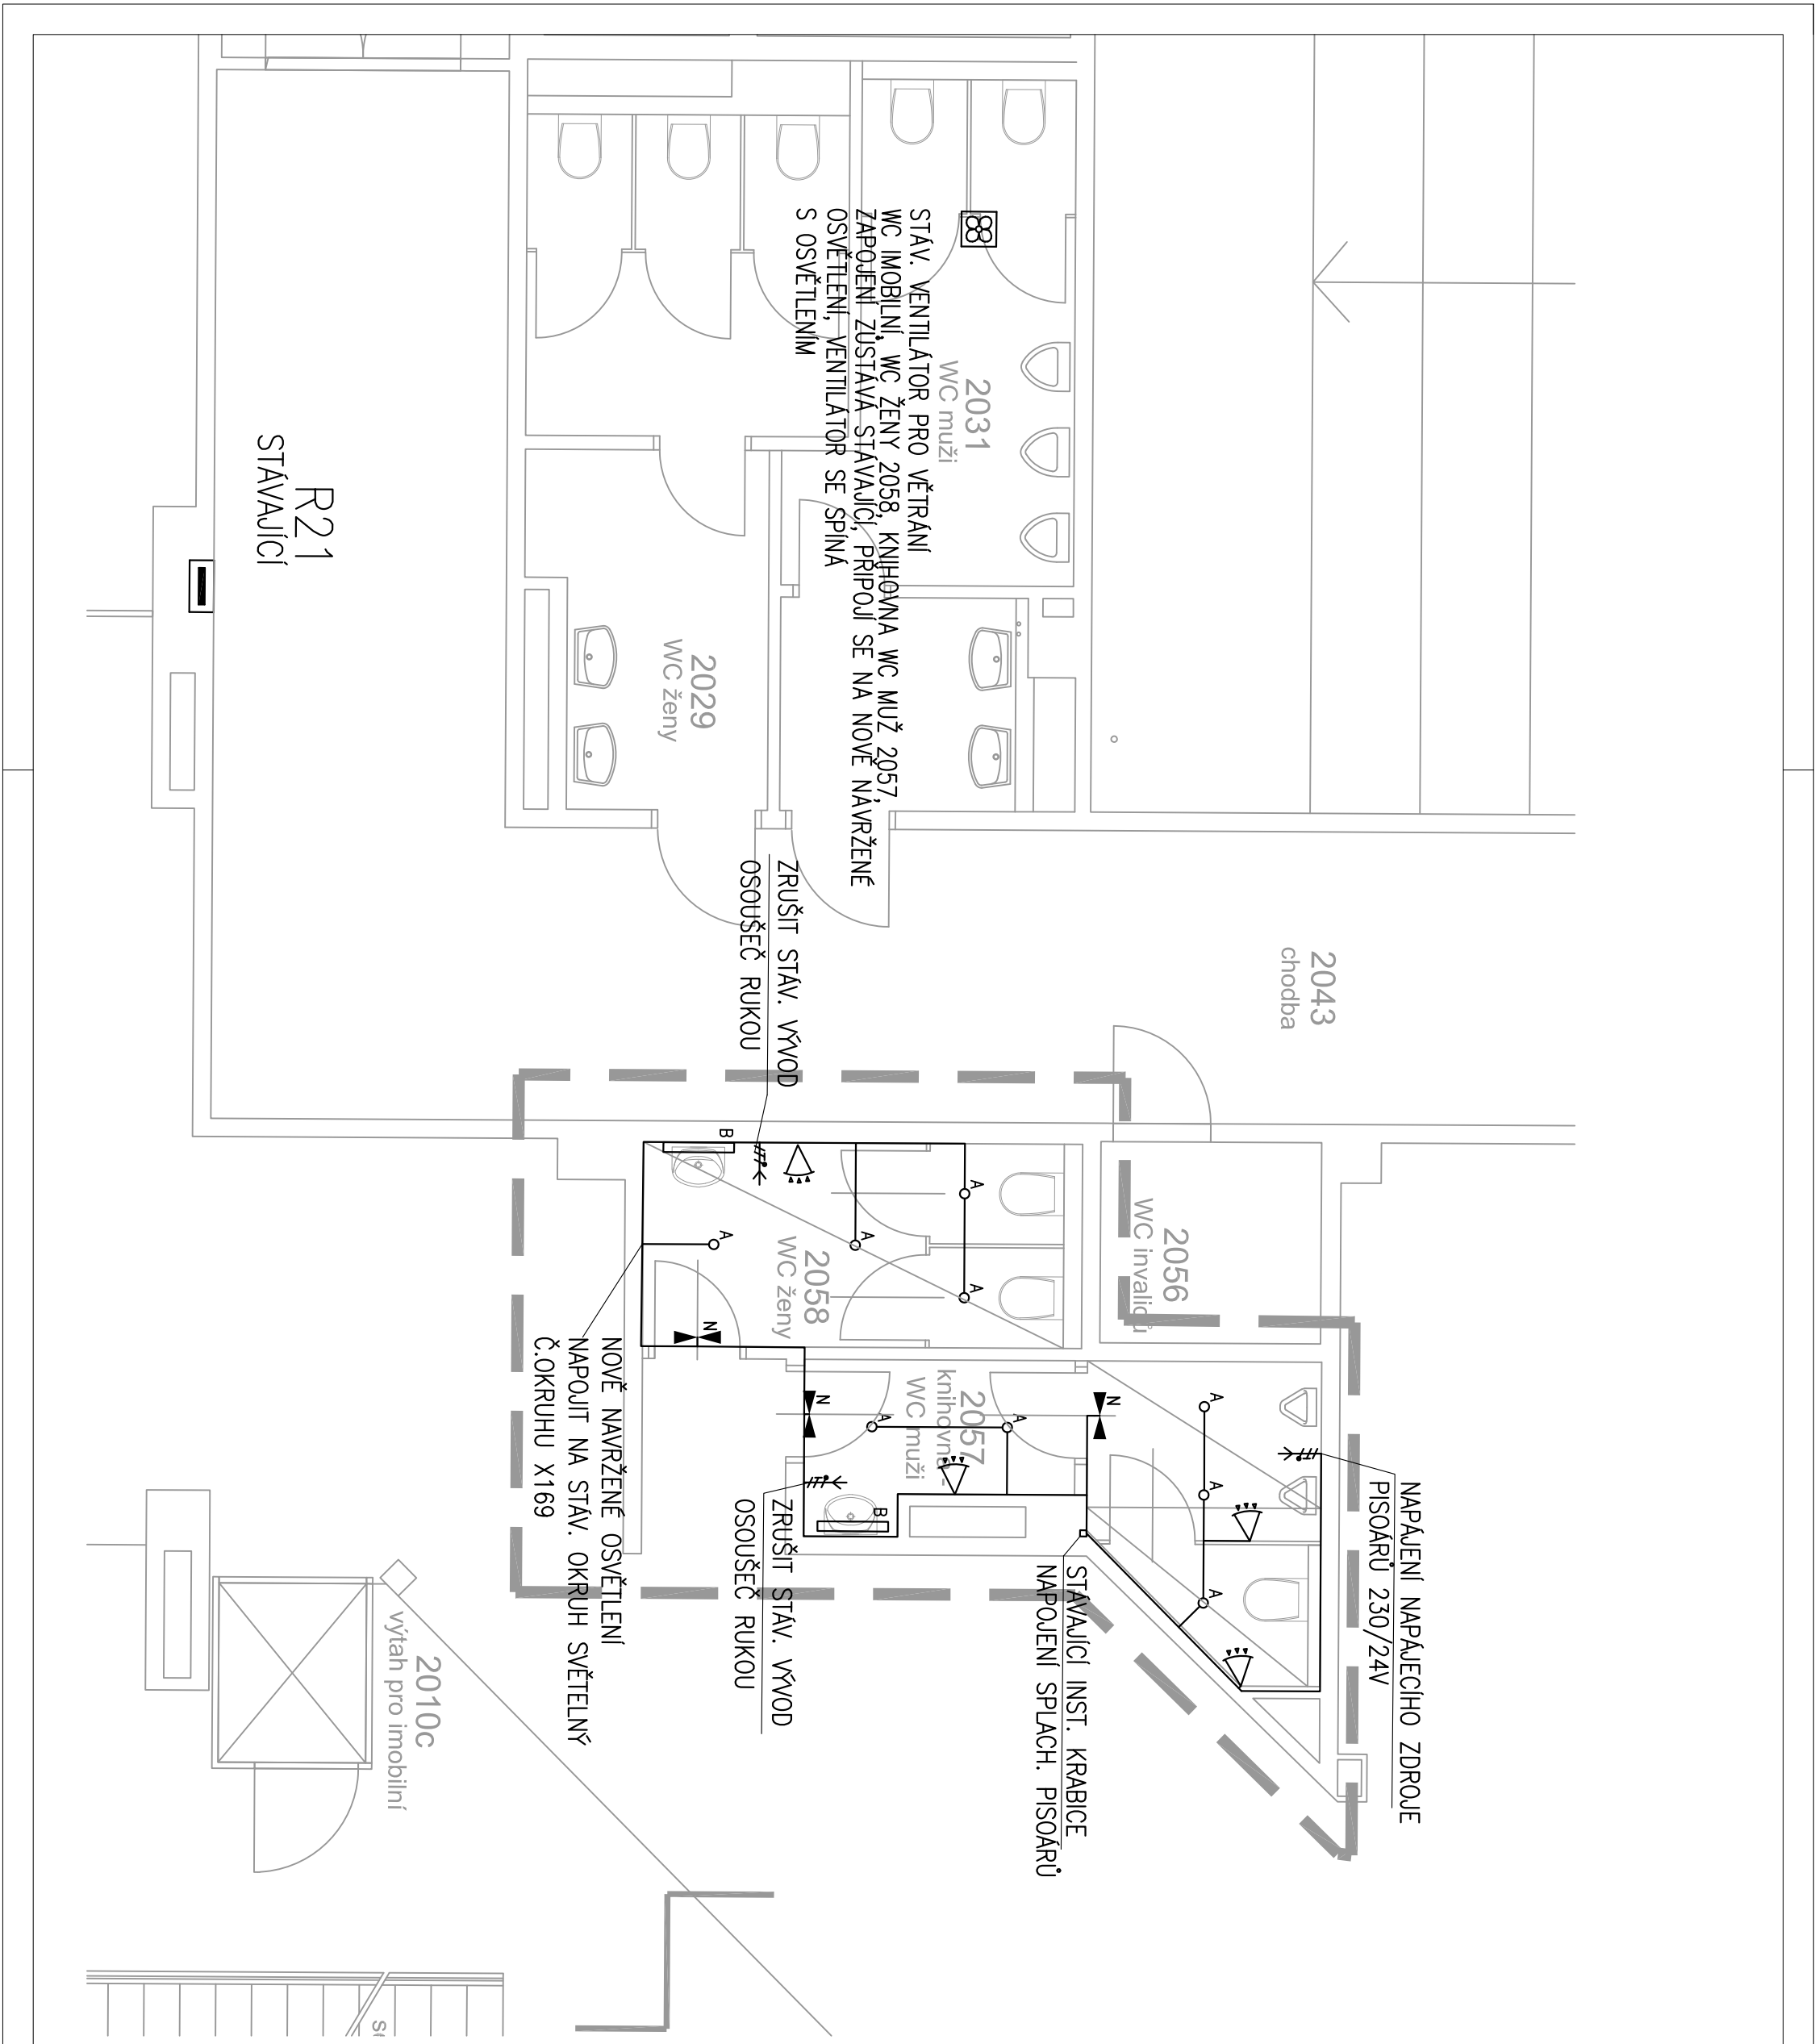 STÁV. VENTILÁTOR PRO VĚTRÁNÍ
WC IMOBILNÍ, WC ŽENY 2058, KNIHOVNA WC MUŽ 2057,
ZAPOJENÍ ZŮSTÁVÁ STÁVAJÍCÍ, PŘIPOJÍ SE NA NOVĚ NAVRŽENÉ
OSVĚTLENÍ, VENTILÁTOR SE SPÍNÁ
S OSVĚTLENÍM
2031
WC muži
R21
STÁVAJÍCÍ
2029
WC ženy
2043
chodba
ZRUŠIT STÁV. VÝVOD
OSOUŠEČ RUKOU
2056
WC invalidů
2058
WC ženy
2057
knihovna -
WC muži
A
A
A
A
B
N
N
N
A
A
A
A
A
B
NAPÁJENÍ NAPÁJECÍHO ZDROJE
PISOÁRŮ 230/24V
STÁVAJÍCÍ INST. KRABICE
NAPOJENÍ SPLACH. PISOÁRŮ
ZRUŠIT STÁV. VÝVOD
OSOUŠEČ RUKOU
NOVĚ NAVRŽENÉ OSVĚTLENÍ
NAPOJIT NA STÁV. OKRUH SVĚTELNÝ
Č.OKRUHU X169
2010c
výtah pro imobilní